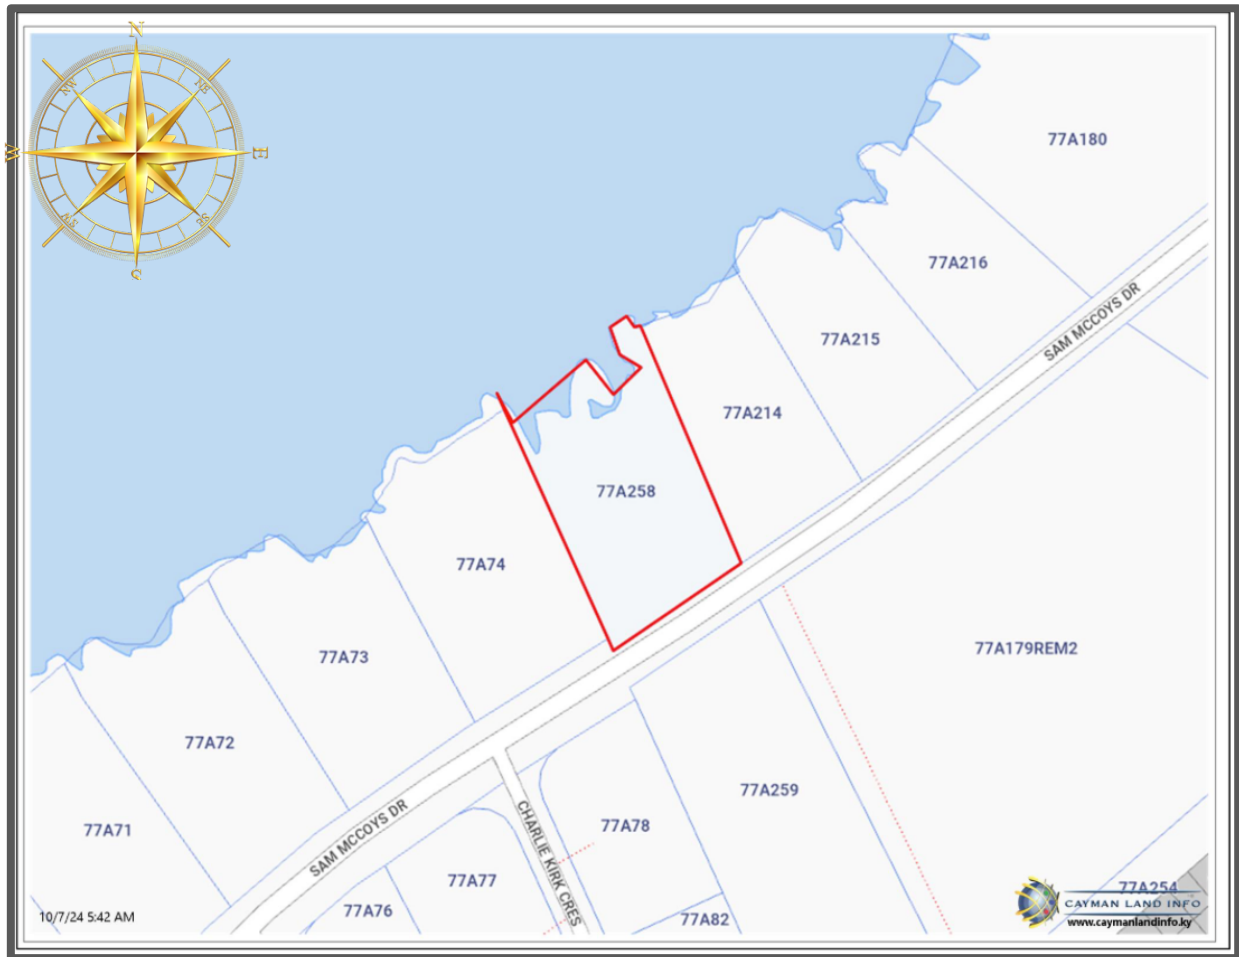 N
NW
NE
W
E
SW
SE
S
77A180
77A216
SAM MCCOYS DR
77A215
77A214
77A258
77A74
77A73
77A179REM2
77A72
77A259
77A71
SAM MCCOYS DR
CHARLIE KIRK CRES
77A78
77A77
77A76
77A82
77A254
10/7/24 5:42 AM
CAYMAN LAND INFO
www.caymanlandinfo.ky